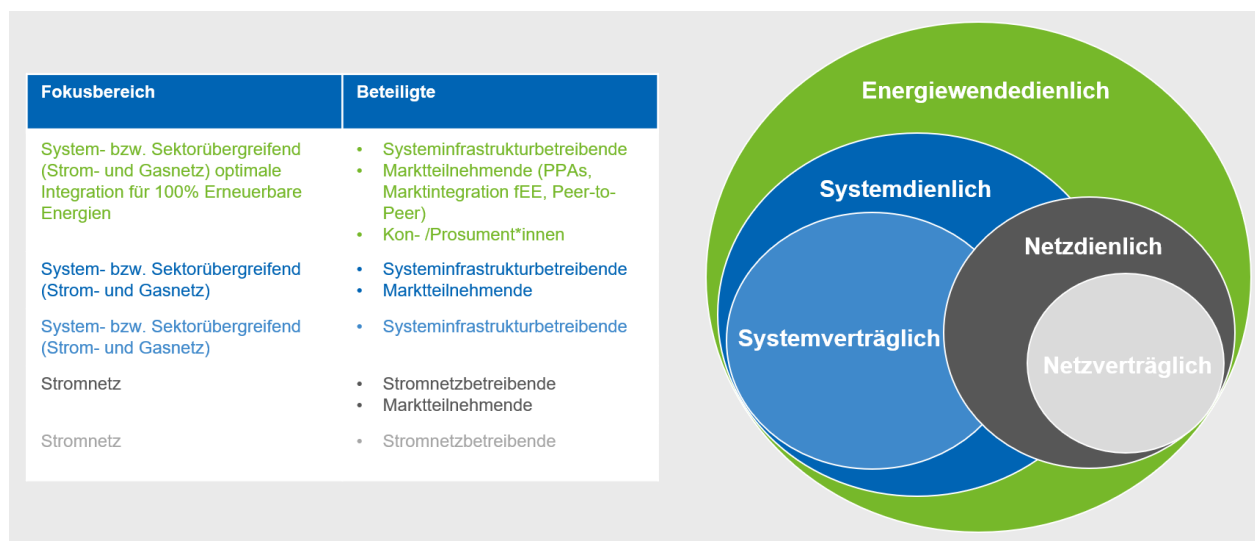 Fokusbereich
Beteiligte
System- bzw. Sektorübergreifend
(Strom- und Gasnetz) optimale
Integration für 100% Erneuerbare
Energien
• Systeminfrastrukturbetreibende
• Marktteilnehmende (PPAs,
Marktintegration fEE, Peer-to-
Peer)
• Kon- /Prosument*innen
System- bzw. Sektorübergreifend
(Strom- und Gasnetz)
• Systeminfrastrukturbetreibende
• Marktteilnehmende
System- bzw. Sektorübergreifend
(Strom- und Gasnetz)
• Systeminfrastrukturbetreibende
Stromnetz
• Stromnetzbetreibende
• Marktteilnehmende
Stromnetz
• Stromnetzbetreibende
Energiewendedienlich
Systemdienlich
Netzdienlich
Systemverträglich
Netzverträglich